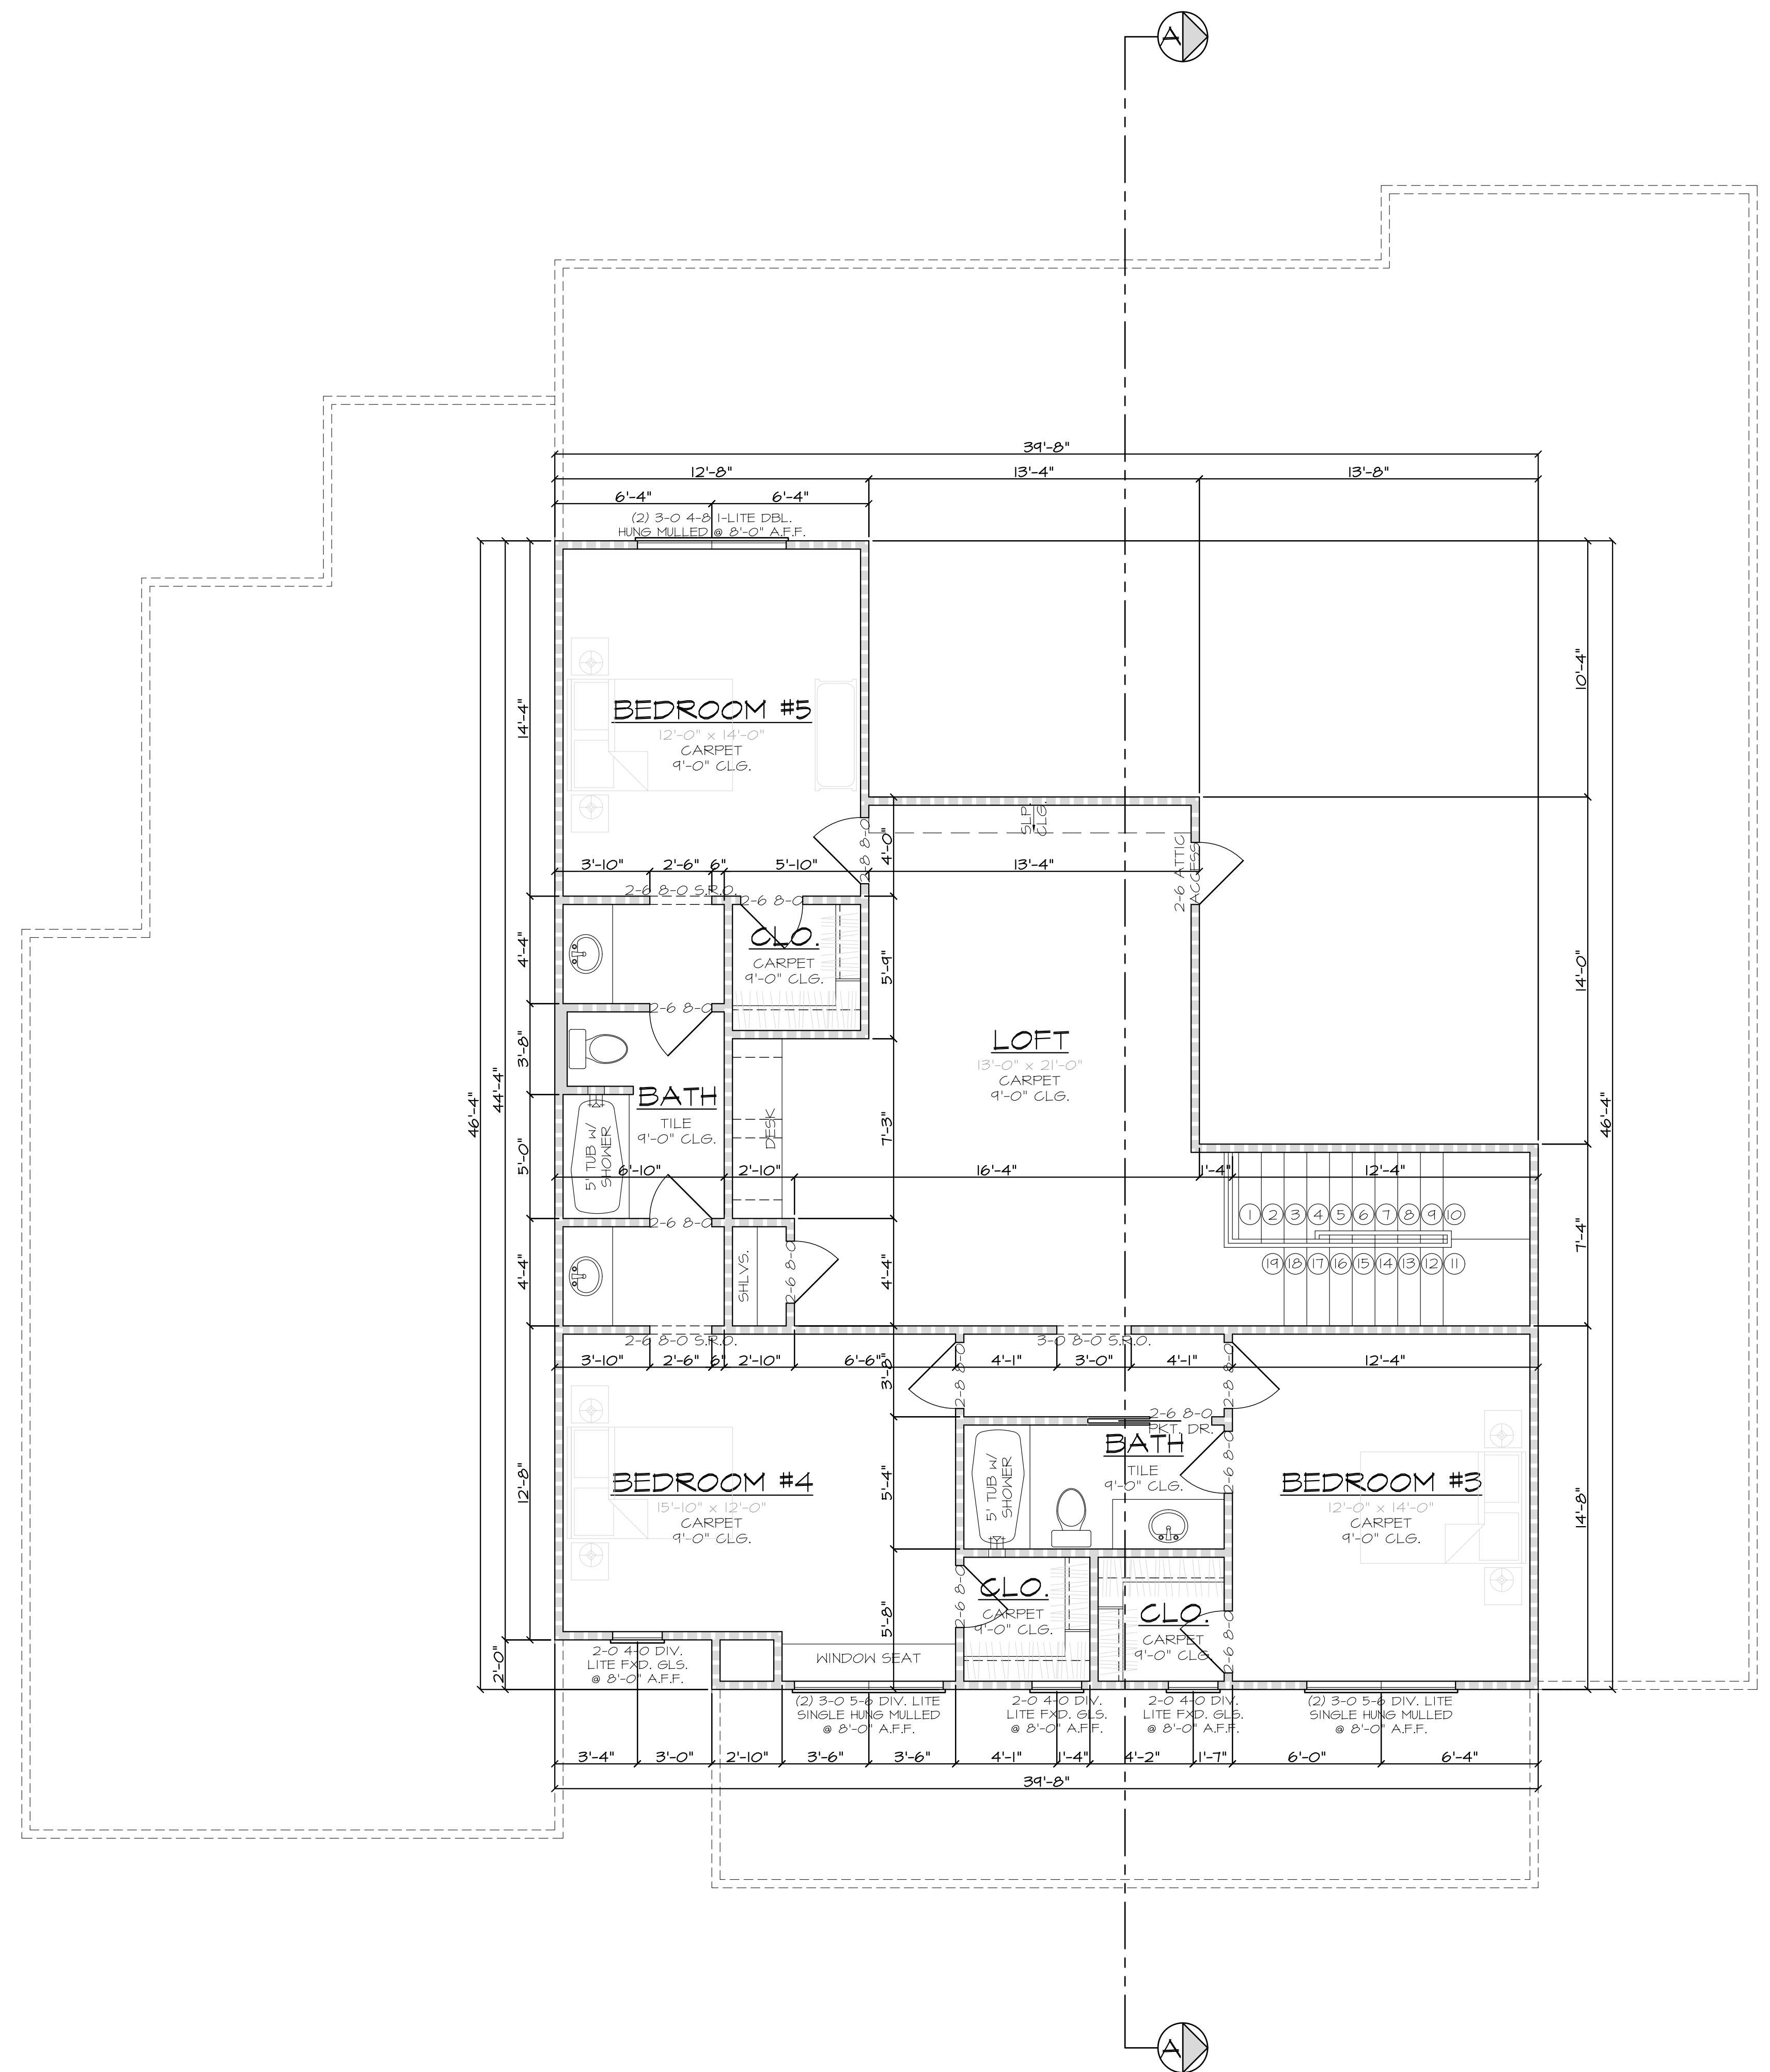 A
39'-8"
12'-8"
13'-4"
13'-8"
6'-4"
6'-4"
(2) 3-0 4-8 1-LITE DBL.
HUNG MULLED @ 8'-0" A.F.F.
BEDROOM #5
12'-0" x 14'-0"
CARPET
9'-0" CLG.
14'-4"
10'-4"
SLP.
CLG.
2-8 8-0
4'-0"
3'-10"
2'-6"
6"
5'-10"
13'-4"
2-6 ATTIC
ACCESS
2-6 8-0 S.R.O.
2-6 8-0
CLO.
CARPET
9'-0" CLG.
4'-4"
5'-9"
14'-0"
2-6 8-0
LOFT
13'-0" x 21'-0"
CARPET
9'-0" CLG.
3'-8"
46'-4"
44'-4"
46'-4"
BATH
TILE
9'-0" CLG.
DESK
7'-3"
5'-0"
5' TUB W/
SHOWER
6'-10"
2'-10"
16'-4"
1'-4"
12'-4"
2-6 8-0
1 2 3 4 5 6 7 8 9 10
19 18 17 16 15 14 13 12 11
7'-4"
4'-4"
SHLVS.
2-6 8-0
4'-4"
2-6 8-0 S.R.O.
3-0 8-0 S.R.O.
3'-10"
2'-6"
6"
2'-10"
6'-6"
3'-8"
2-8 8-0
4'-1"
3'-0"
4'-1"
2-8 8-0
12'-4"
2-6 8-0
PKT. DR.
BATH
TILE
9'-0" CLG.
2-6 8-0
5' TUB W/
SHOWER
5'-4"
BEDROOM #4
15'-10" x 12'-0"
CARPET
9'-0" CLG.
12'-8"
BEDROOM #3
12'-0" x 14'-0"
CARPET
9'-0" CLG.
14'-8"
5'-8"
2-6 8-0
CLO.
CARPET
9'-0" CLG.
CLO.
CARPET
9'-0" CLG.
2-6 8-0
WINDOW SEAT
2'-0"
2-0 4-0 DIV.
LITE FXD. GLS.
@ 8'-0" A.F.F.
(2) 3-0 5-6 DIV. LITE
SINGLE HUNG MULLED
@ 8'-0" A.F.F.
2-0 4-0 DIV.
LITE FXD. GLS.
@ 8'-0" A.F.F.
2-0 4-0 DIV.
LITE FXD. GLS.
@ 8'-0" A.F.F.
(2) 3-0 5-6 DIV. LITE
SINGLE HUNG MULLED
@ 8'-0" A.F.F.
3'-4"
3'-0"
2'-10"
3'-6"
3'-6"
4'-1"
1'-4"
4'-2"
1'-7"
6'-0"
6'-4"
39'-8"
A